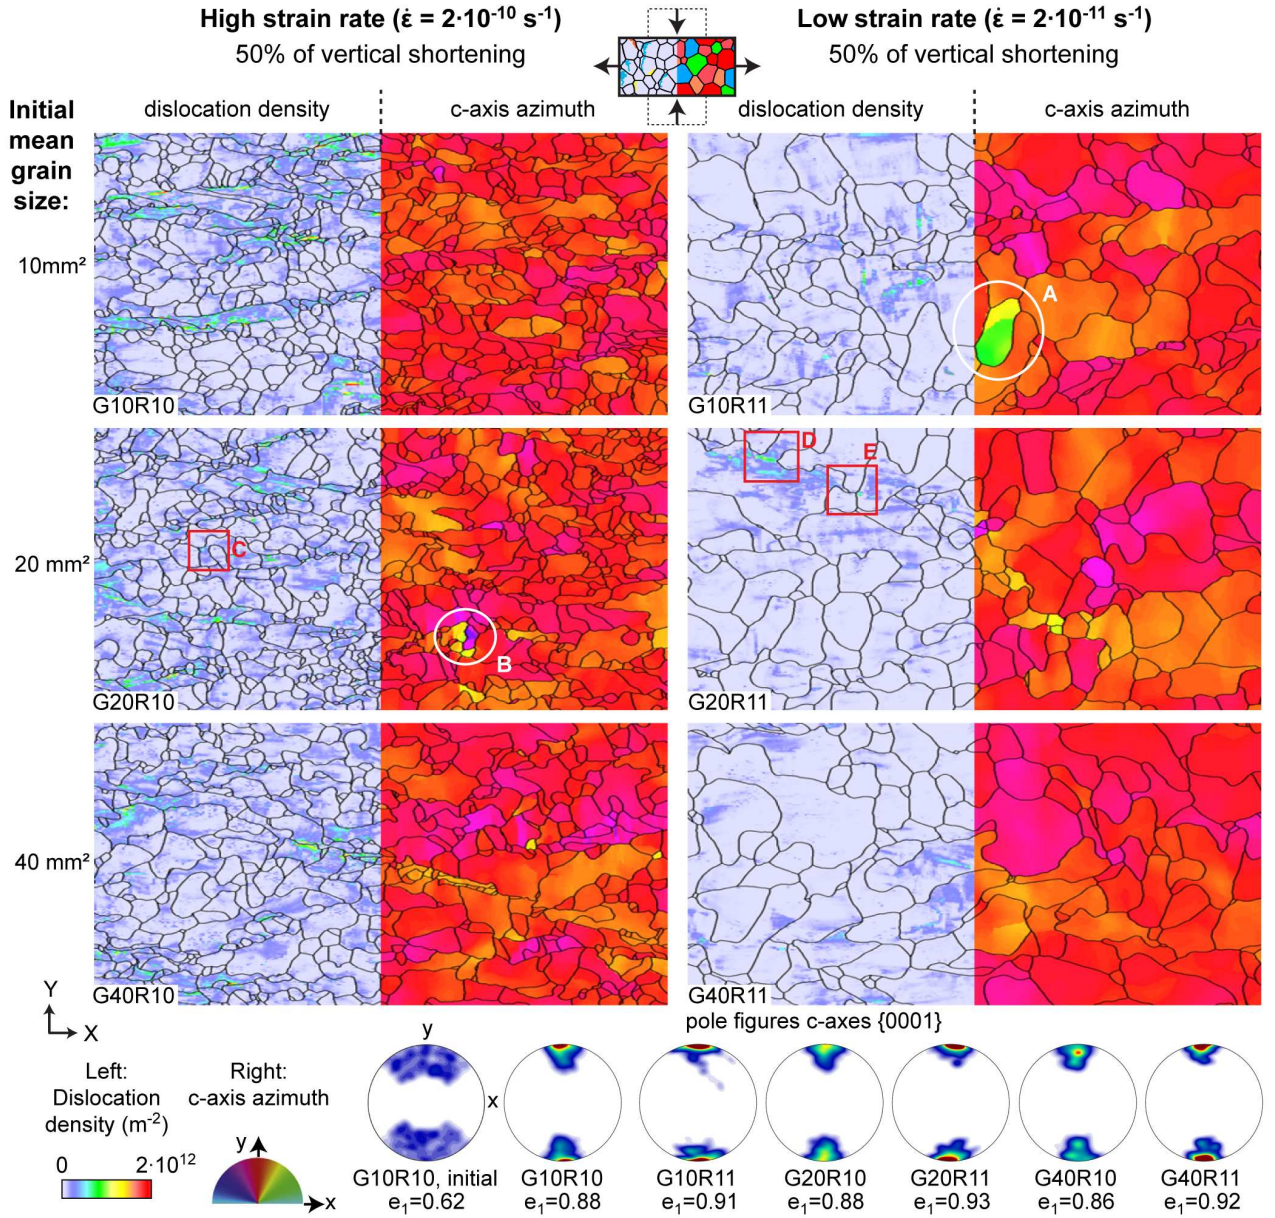 High strain rate (ε̇ = 2·10⁻¹⁰ s⁻¹)
50% of vertical shortening
Low strain rate (ε̇ = 2·10⁻¹¹ s⁻¹)
50% of vertical shortening
Initial
mean
grain
size:
dislocation density
c-axis azimuth
dislocation density
c-axis azimuth
10mm²
G10R10
G10R11
A
20 mm²
G20R10
C
B
G20R11
D
E
40 mm²
G40R10
G40R11
Y
X
pole figures c-axes {0001}
Left:
Dislocation
density (m⁻²)
0
2·10¹²
Right:
c-axis azimuth
y
x
y
x
G10R10, initial
e₁=0.62
G10R10
e₁=0.88
G10R11
e₁=0.91
G20R10
e₁=0.88
G20R11
e₁=0.93
G40R10
e₁=0.86
G40R11
e₁=0.92